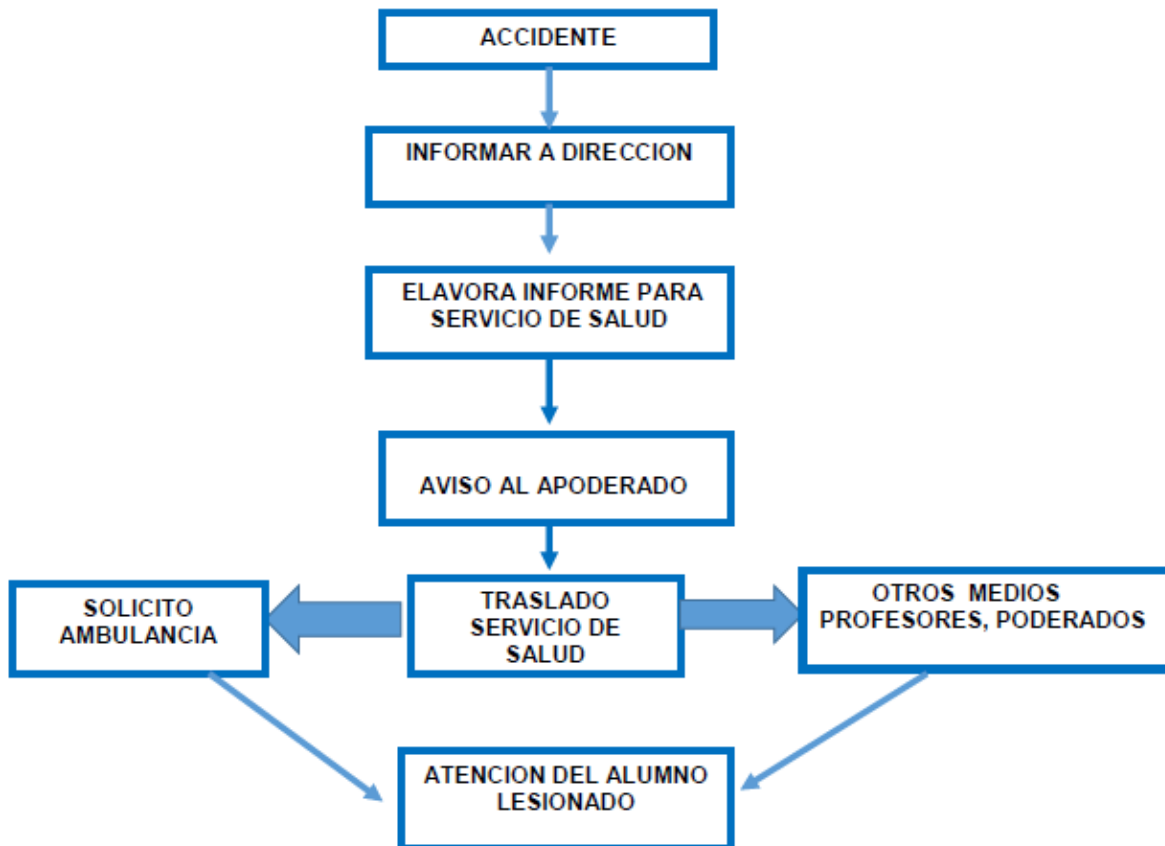 ACCIDENTE
INFORMAR A DIRECCION
ELAVORA INFORME PARA
SERVICIO DE SALUD
AVISO AL APODERADO
SOLICITO
AMBULANCIA
TRASLADO
SERVICIO DE
SALUD
OTROS MEDIOS
PROFESORES, PODERADOS
ATENCION DEL ALUMNO
LESIONADO